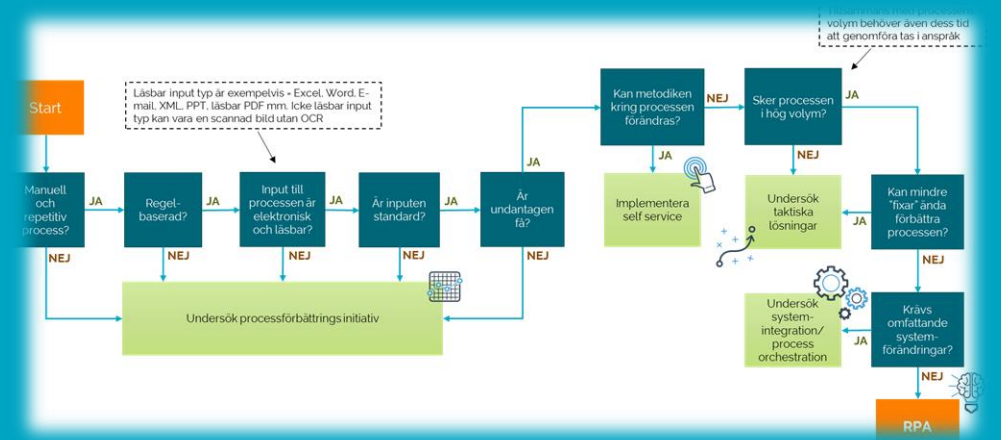 Tillsammans med processens
volym behöver även dess tid
att genomföra tas i anspråk
Start
Läsbar input typ är exempelvis = Excel, Word, E-
mail, XML, PPT, läsbar PDF mm. Icke läsbar input
typ kan vara en scannad bild utan OCR
Manuell
och
repetitiv
process?
JA
NEJ
Regel-
baserad?
JA
NEJ
Input till
processen är
elektronisk
och läsbar?
JA
NEJ
Är inputen
standard?
JA
NEJ
Är
undantagen
få?
JA
NEJ
Undersök processförbättrings initiativ
Kan metodiken
kring processen
förändras?
NEJ
JA
Implementera
self service
Sker processen
i hög volym?
JA
NEJ
Undersök
taktiska
lösningar
Kan mindre
"fixar" ända
förbättra
processen?
JA
NEJ
Undersök
system-
integration/
process
orchestration
Krävs
omfattande
system-
förändringar?
JA
NEJ
RPA